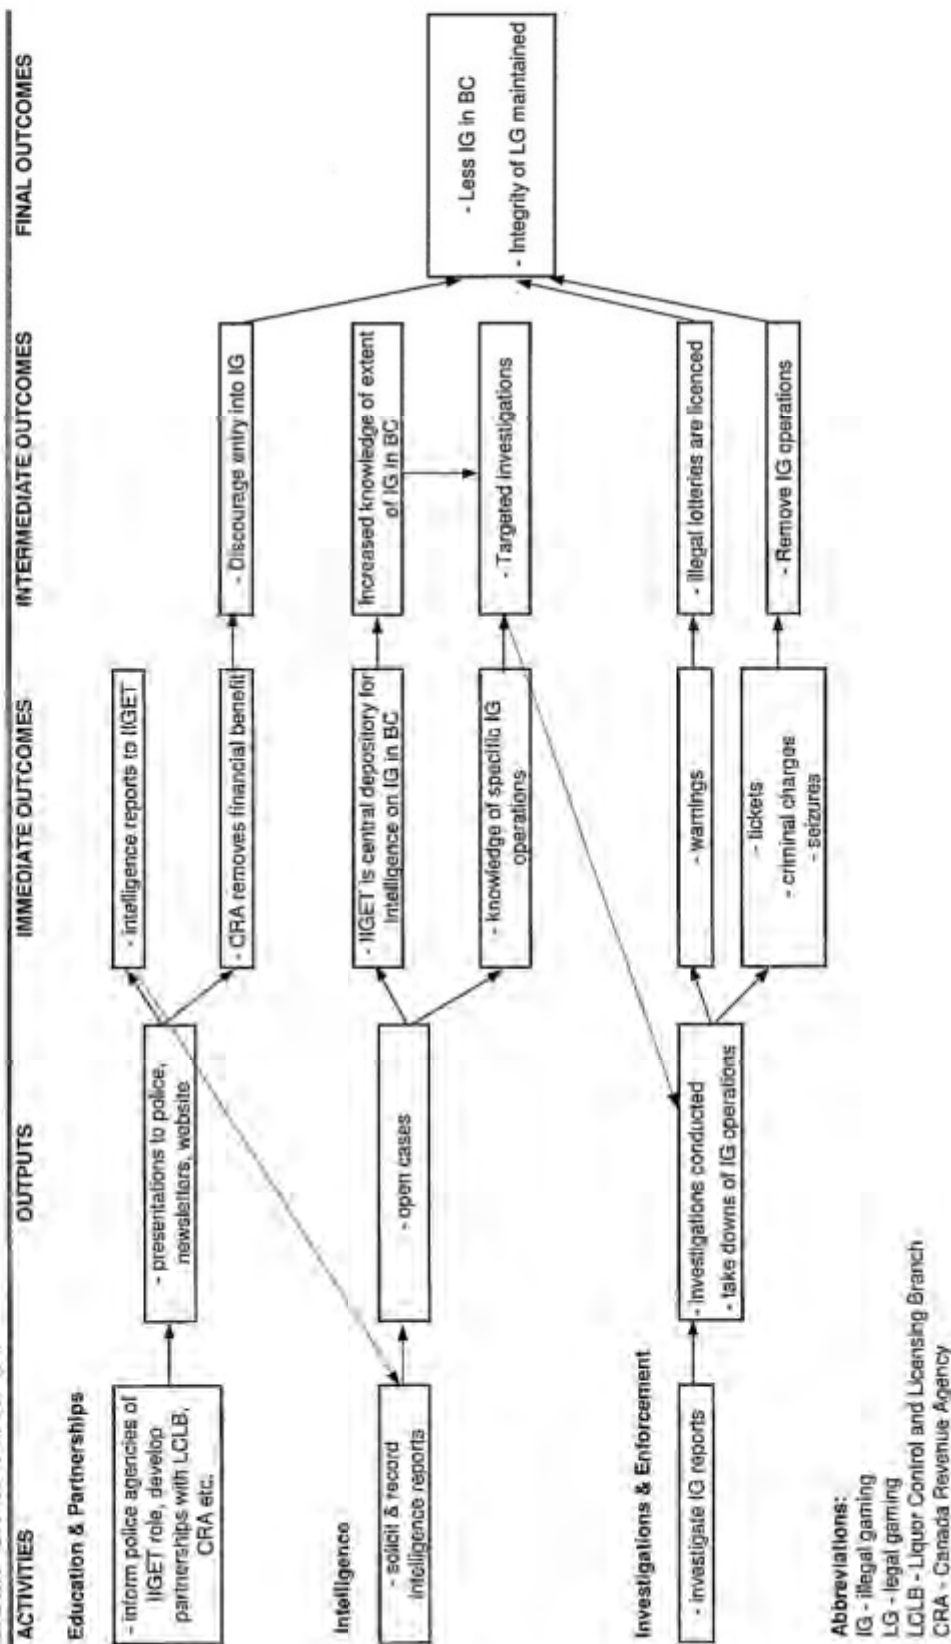 ACTIVITIES
OUTPUTS
IMMEDIATE OUTCOMES
INTERMEDIATE OUTCOMES
FINAL OUTCOMES
Education & Partnerships
- inform police agencies of
IIGET role, develop
partnerships with LCLB,
CRA etc.
- presentations to police,
newsletters, website
- intelligence reports to IIGET
- CRA removes financial benefit
- Discourage entry into IG
- Less IG in BC
- Integrity of LG maintained
Intelligence
- solicit & record
intelligence reports
- open cases
- IIGET is central depository for
intelligence on IG in BC
- knowledge of specific IG
operations
Increased knowledge of extent
of IG in BC
- Targeted investigations
Investigations & Enforcement
- investigate IG reports
- investigations conducted
- take downs of IG operations
- warnings
- tickets
- criminal charges
- seizures
- illegal lotteries are licenced
- Remove IG operations
Abbreviations:
IG - illegal gaming
LG - legal gaming
LCLB - Liquor Control and Licensing Branch
CRA - Canada Revenue Agency